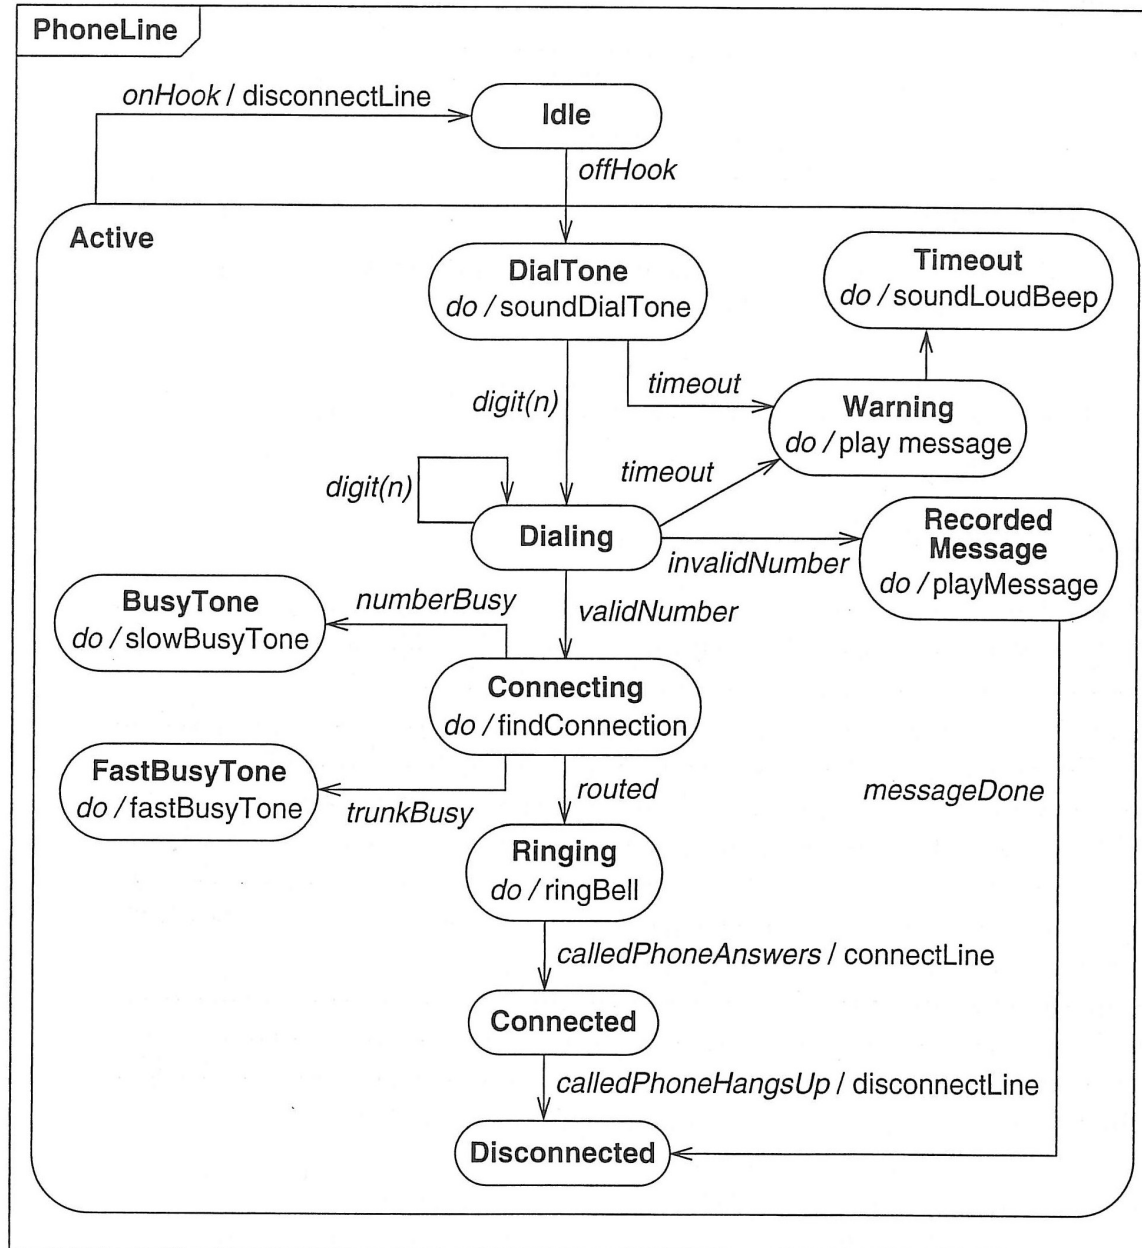 PhoneLine
onHook / disconnectLine
Idle
offHook
Active
DialTone
do / soundDialTone
Timeout
do / soundLoudBeep
timeout
Warning
do / play message
digit(n)
digit(n)
timeout
Dialing
invalidNumber
Recorded
Message
do / playMessage
BusyTone
do / slowBusyTone
numberBusy
validNumber
Connecting
do / findConnection
FastBusyTone
do / fastBusyTone
trunkBusy
routed
messageDone
Ringing
do / ringBell
calledPhoneAnswers / connectLine
Connected
calledPhoneHangsUp / disconnectLine
Disconnected